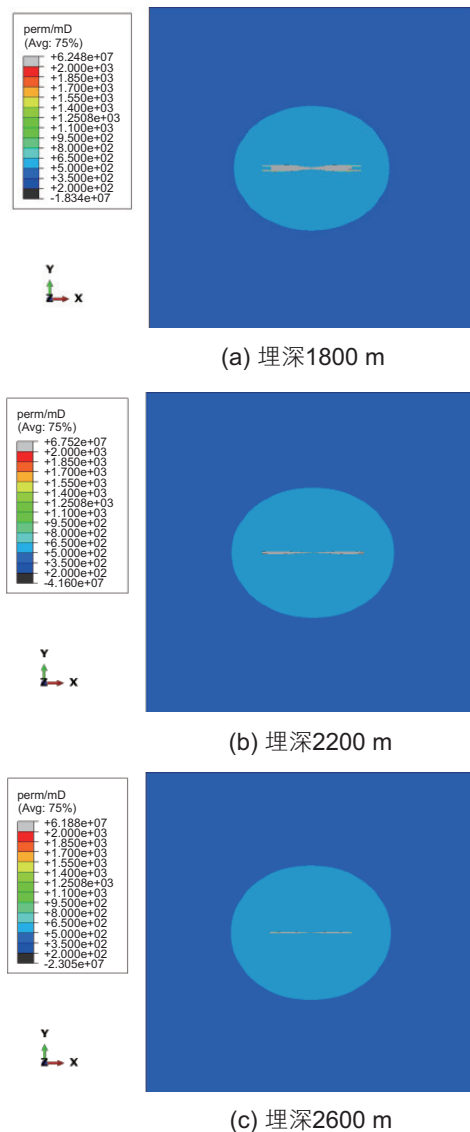 perm/mD
(Avg: 75%)
+6.248e+07
+2.000e+03
+1.850e+03
+1.700e+03
+1.550e+03
+1.400e+03
+1.2508e+03
+1.100e+03
+9.500e+02
+8.000e+02
+6.500e+02
+5.000e+02
+3.500e+02
+2.000e+02
-1.834e+07
Y
Z X
(a) 埋深1800 m
perm/mD
(Avg: 75%)
+6.752e+07
+2.000e+03
+1.850e+03
+1.700e+03
+1.550e+03
+1.400e+03
+1.2508e+03
+1.100e+03
+9.500e+02
+8.000e+02
+6.500e+02
+5.000e+02
+3.500e+02
+2.000e+02
-4.160e+07
Y
Z X
(b) 埋深2200 m
perm/mD
(Avg: 75%)
+6.188e+07
+2.000e+03
+1.850e+03
+1.700e+03
+1.550e+03
+1.400e+03
+1.2508e+03
+1.100e+03
+9.500e+02
+8.000e+02
+6.500e+02
+5.000e+02
+3.500e+02
+2.000e+02
-2.305e+07
Y
Z X
(c) 埋深2600 m